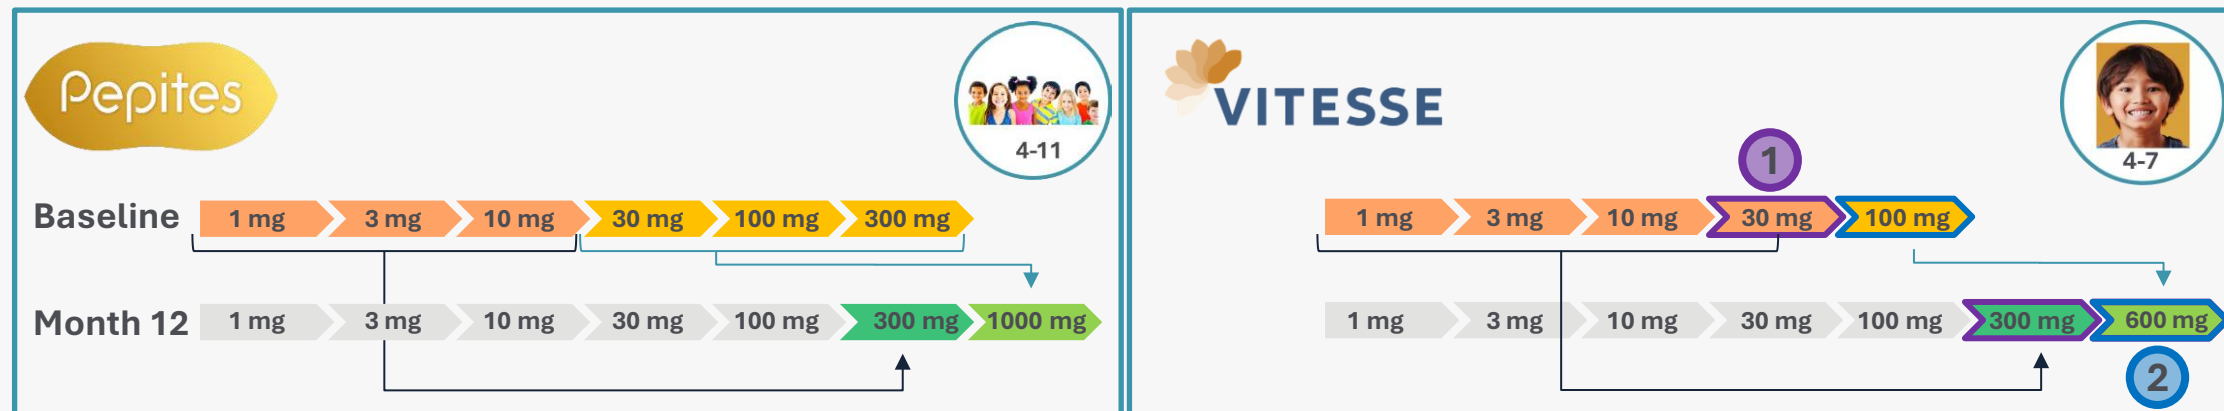 Pepites
4-11
Baseline 1 mg 3 mg 10 mg 30 mg 100 mg 300 mg
Month 12 1 mg 3 mg 10 mg 30 mg 100 mg 300 mg 1000 mg
VITESSE
4-7
1
1 mg 3 mg 10 mg 30 mg 100 mg
1 mg 3 mg 10 mg 30 mg 100 mg 300 mg 600 mg
2